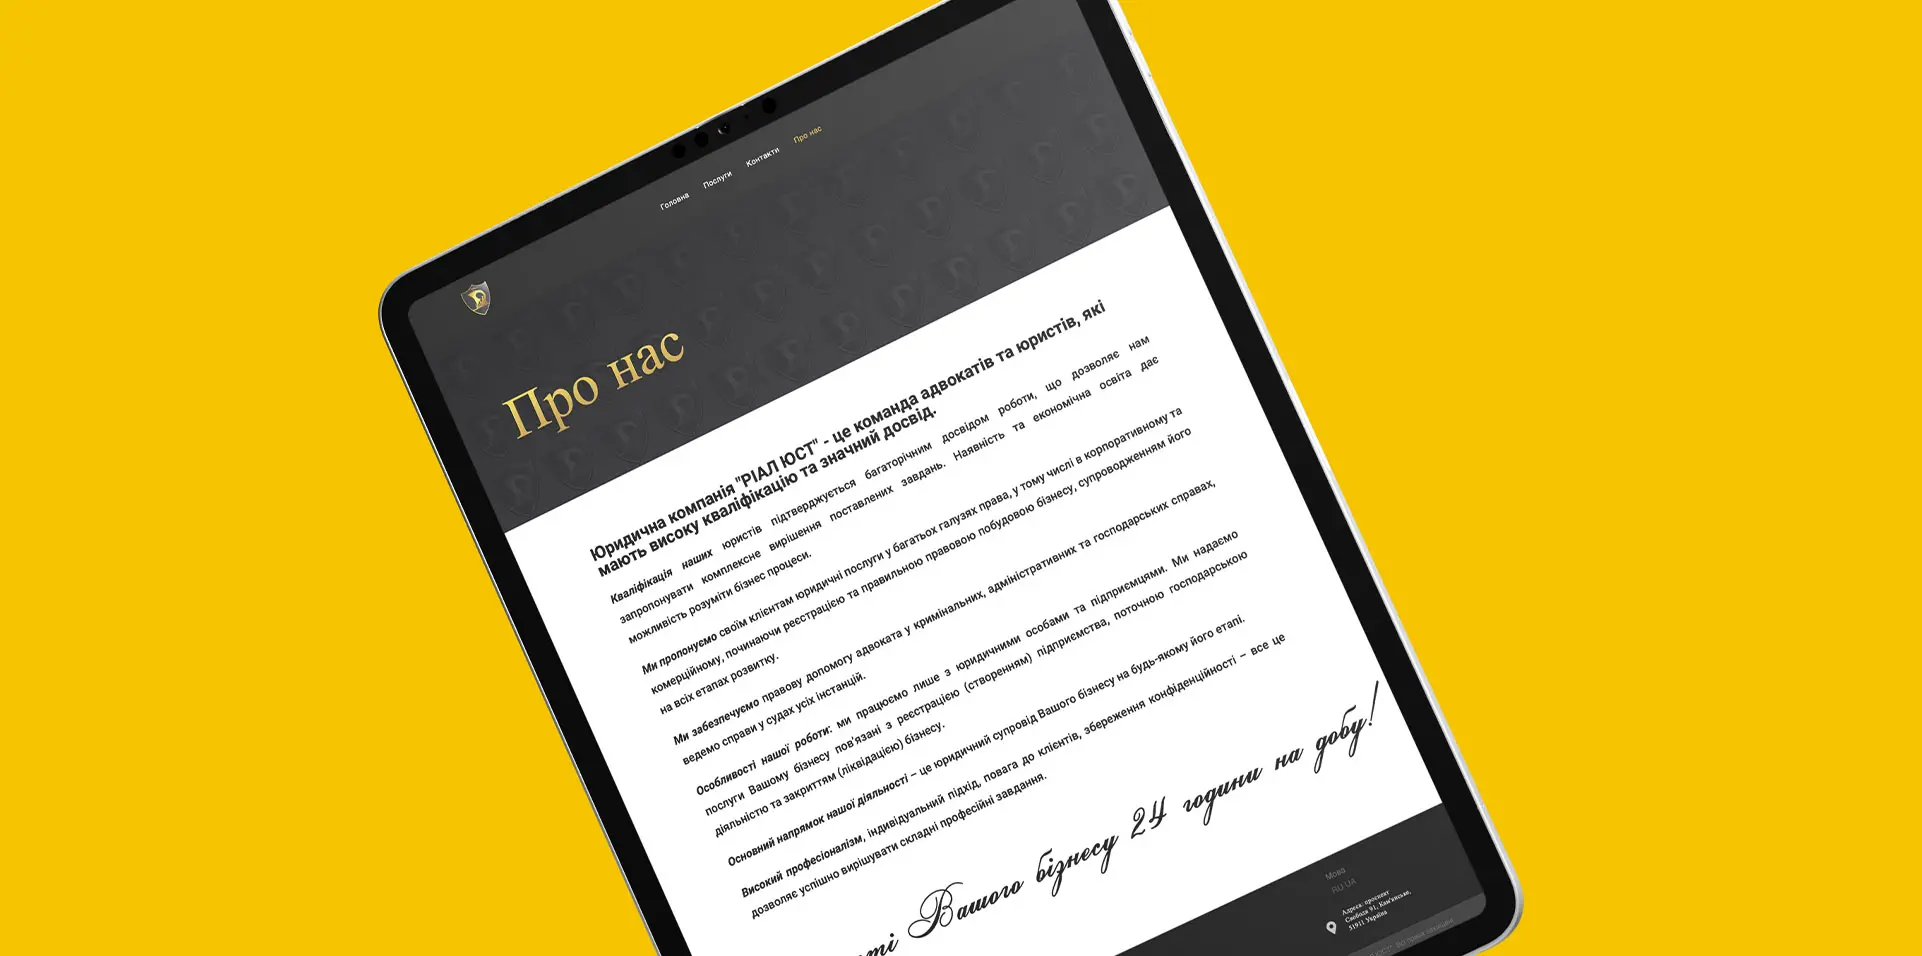 Головна
Послуги
Контакти
Про нас
Про нас
Юридична компанія "РІАЛ ЮСТ" - це команда адвокатів та юристів, які
мають високу кваліфікацію та значний досвід.
Кваліфікація наших юристів підтверджується багаторічним досвідом роботи, що дозволяє нам
запропонувати комплексне вирішення поставлених завдань. Наявність та економічна освіта дає
можливість розуміти бізнес процеси.
Ми пропонуємо своїм клієнтам юридичні послуги у багатьох галузях права, у тому числі в корпоративному та
комерційному, починаючи реєстрацією та правильною правовою побудовою бізнесу, супроводженням його
на всіх етапах розвитку.
Ми забезпечуємо правову допомогу адвоката у кримінальних, адміністративних та господарських справах,
ведемо справи у судах усіх інстанцій.
Особливості нашої роботи: ми працюємо лише з юридичними особами та підприємцями. Ми надаємо
послуги Вашому бізнесу пов'язані з реєстрацією (створенням) підприємства, поточною господарською
діяльністю та закриттям (ліквідацією) бізнесу.
Основний напрямок нашої діяльності – це юридичний супровід Вашого бізнесу на будь-якому його етапі.
Високий професіоналізм, індивідуальний підхід, повага до клієнтів, збереження конфіденційності – все це
дозволяє успішно вирішувати складні професійні завдання.
Вашого бізнесу 24 години на добу!
Мова
RU UA
Адреса: проспект
Свободи 91, Кам'янське,
51911 Україна